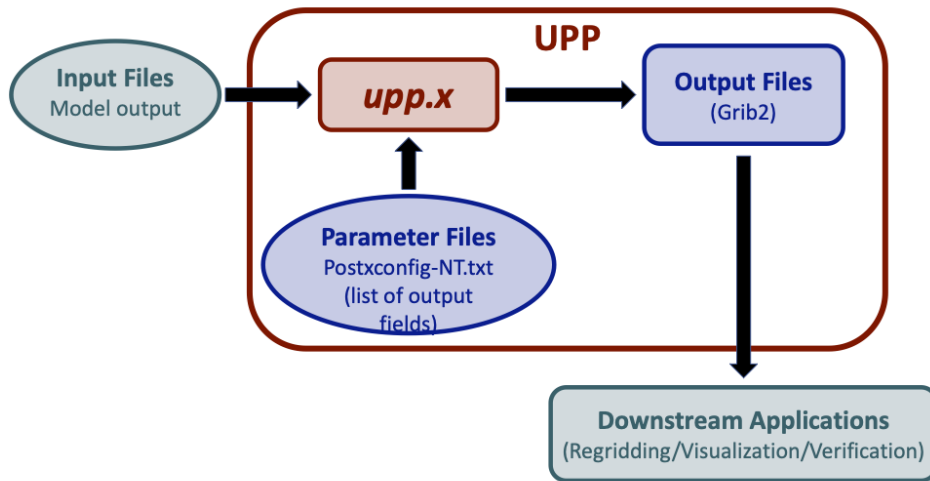 UPP
Input Files
Model output
upp.x
Output Files
(Grib2)
Parameter Files
Postxconfig-NT.txt
(list of output
fields)
Downstream Applications
(Regridding/Visualization/Verification)